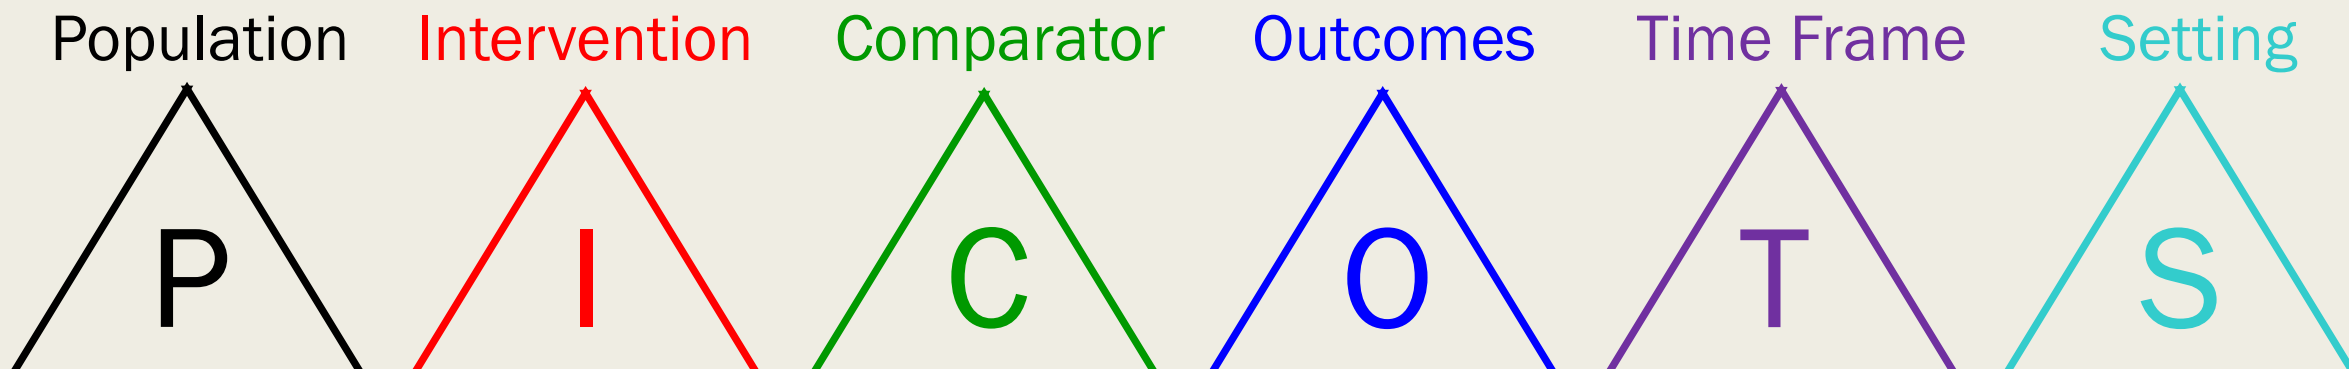 Population Intervention Comparator Outcomes Time Frame Setting
P I C O T S